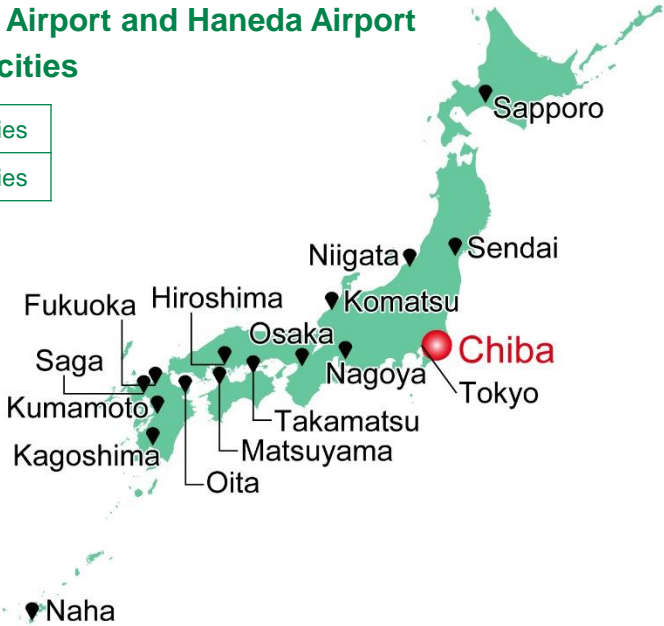 Airport and Haneda Airport
cities
ies
ies
Sapporo
Niigata
Sendai
Komatsu
Hiroshima
Fukuoka
Osaka
Chiba
Saga
Nagoya
Tokyo
Kumamoto
Takamatsu
Kagoshima
Matsuyama
Oita
Naha